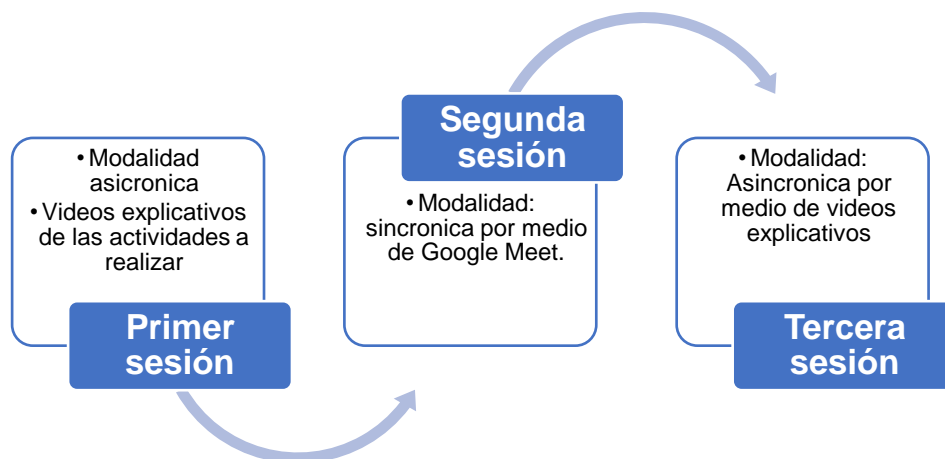 • Modalidad
asicronica
• Videos explicativos
de las actividades a
realizar
Primer
sesión
Segunda
sesión
• Modalidad:
sincronica por medio
de Google Meet.
• Modalidad:
Asincronica por
medio de videos
explicativos
Tercera
sesión